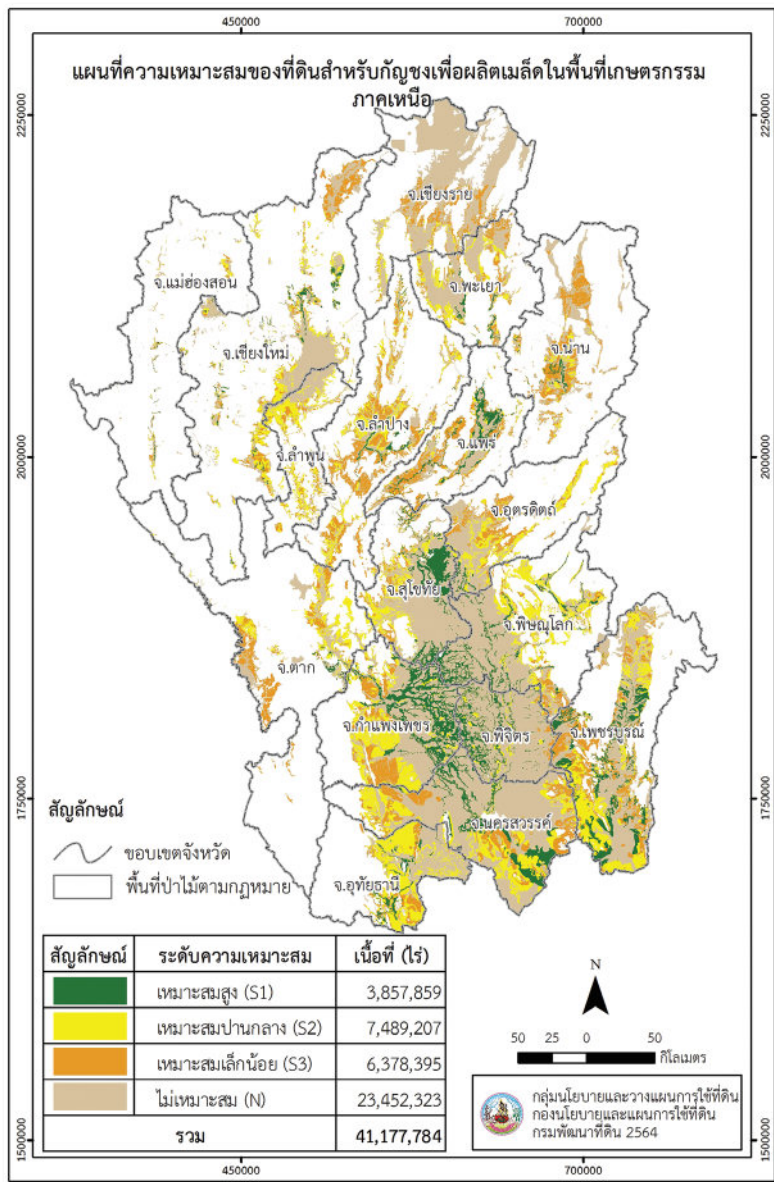 450000 700000
แผนที่ความเหมาะสมของที่ดินสำหรับกัญชงเพื่อผลิตเมล็ดในพื้นที่เกษตรกรรม
ภาคเหนือ
2250000 2250000
จ.เชียงราย
จ.แม่ฮ่องสอน
จ.พะเยา
จ.เชียงใหม่
จ.น่าน
จ.ลำปาง
จ.แพร่
จ.ลำพูน
2000000 2000000
จ.อุตรดิตถ์
จ.สุโขทัย
จ.พิษณุโลก
จ.ตาก
จ.กำแพงเพชร
จ.พิจิตร
จ.เพชรบูรณ์
1750000 1750000
สัญลักษณ์
จ.นครสวรรค์
ขอบเขตจังหวัด
พื้นที่ป่าไม้ตามกฎหมาย
จ.อุทัยธานี
สัญลักษณ์ ระดับความเหมาะสม เนื้อที่ (ไร่)
เหมาะสมสูง (S1) 3,857,859
เหมาะสมปานกลาง (S2) 7,489,207
เหมาะสมเล็กน้อย (S3) 6,378,395
ไม่เหมาะสม (N) 23,452,323
รวม 41,177,784
N
50 25 0 50
กิโลเมตร
กลุ่มนโยบายและวางแผนการใช้ที่ดิน
กองนโยบายและแผนการใช้ที่ดิน
กรมพัฒนาที่ดิน 2564
1500000 1500000
450000 700000